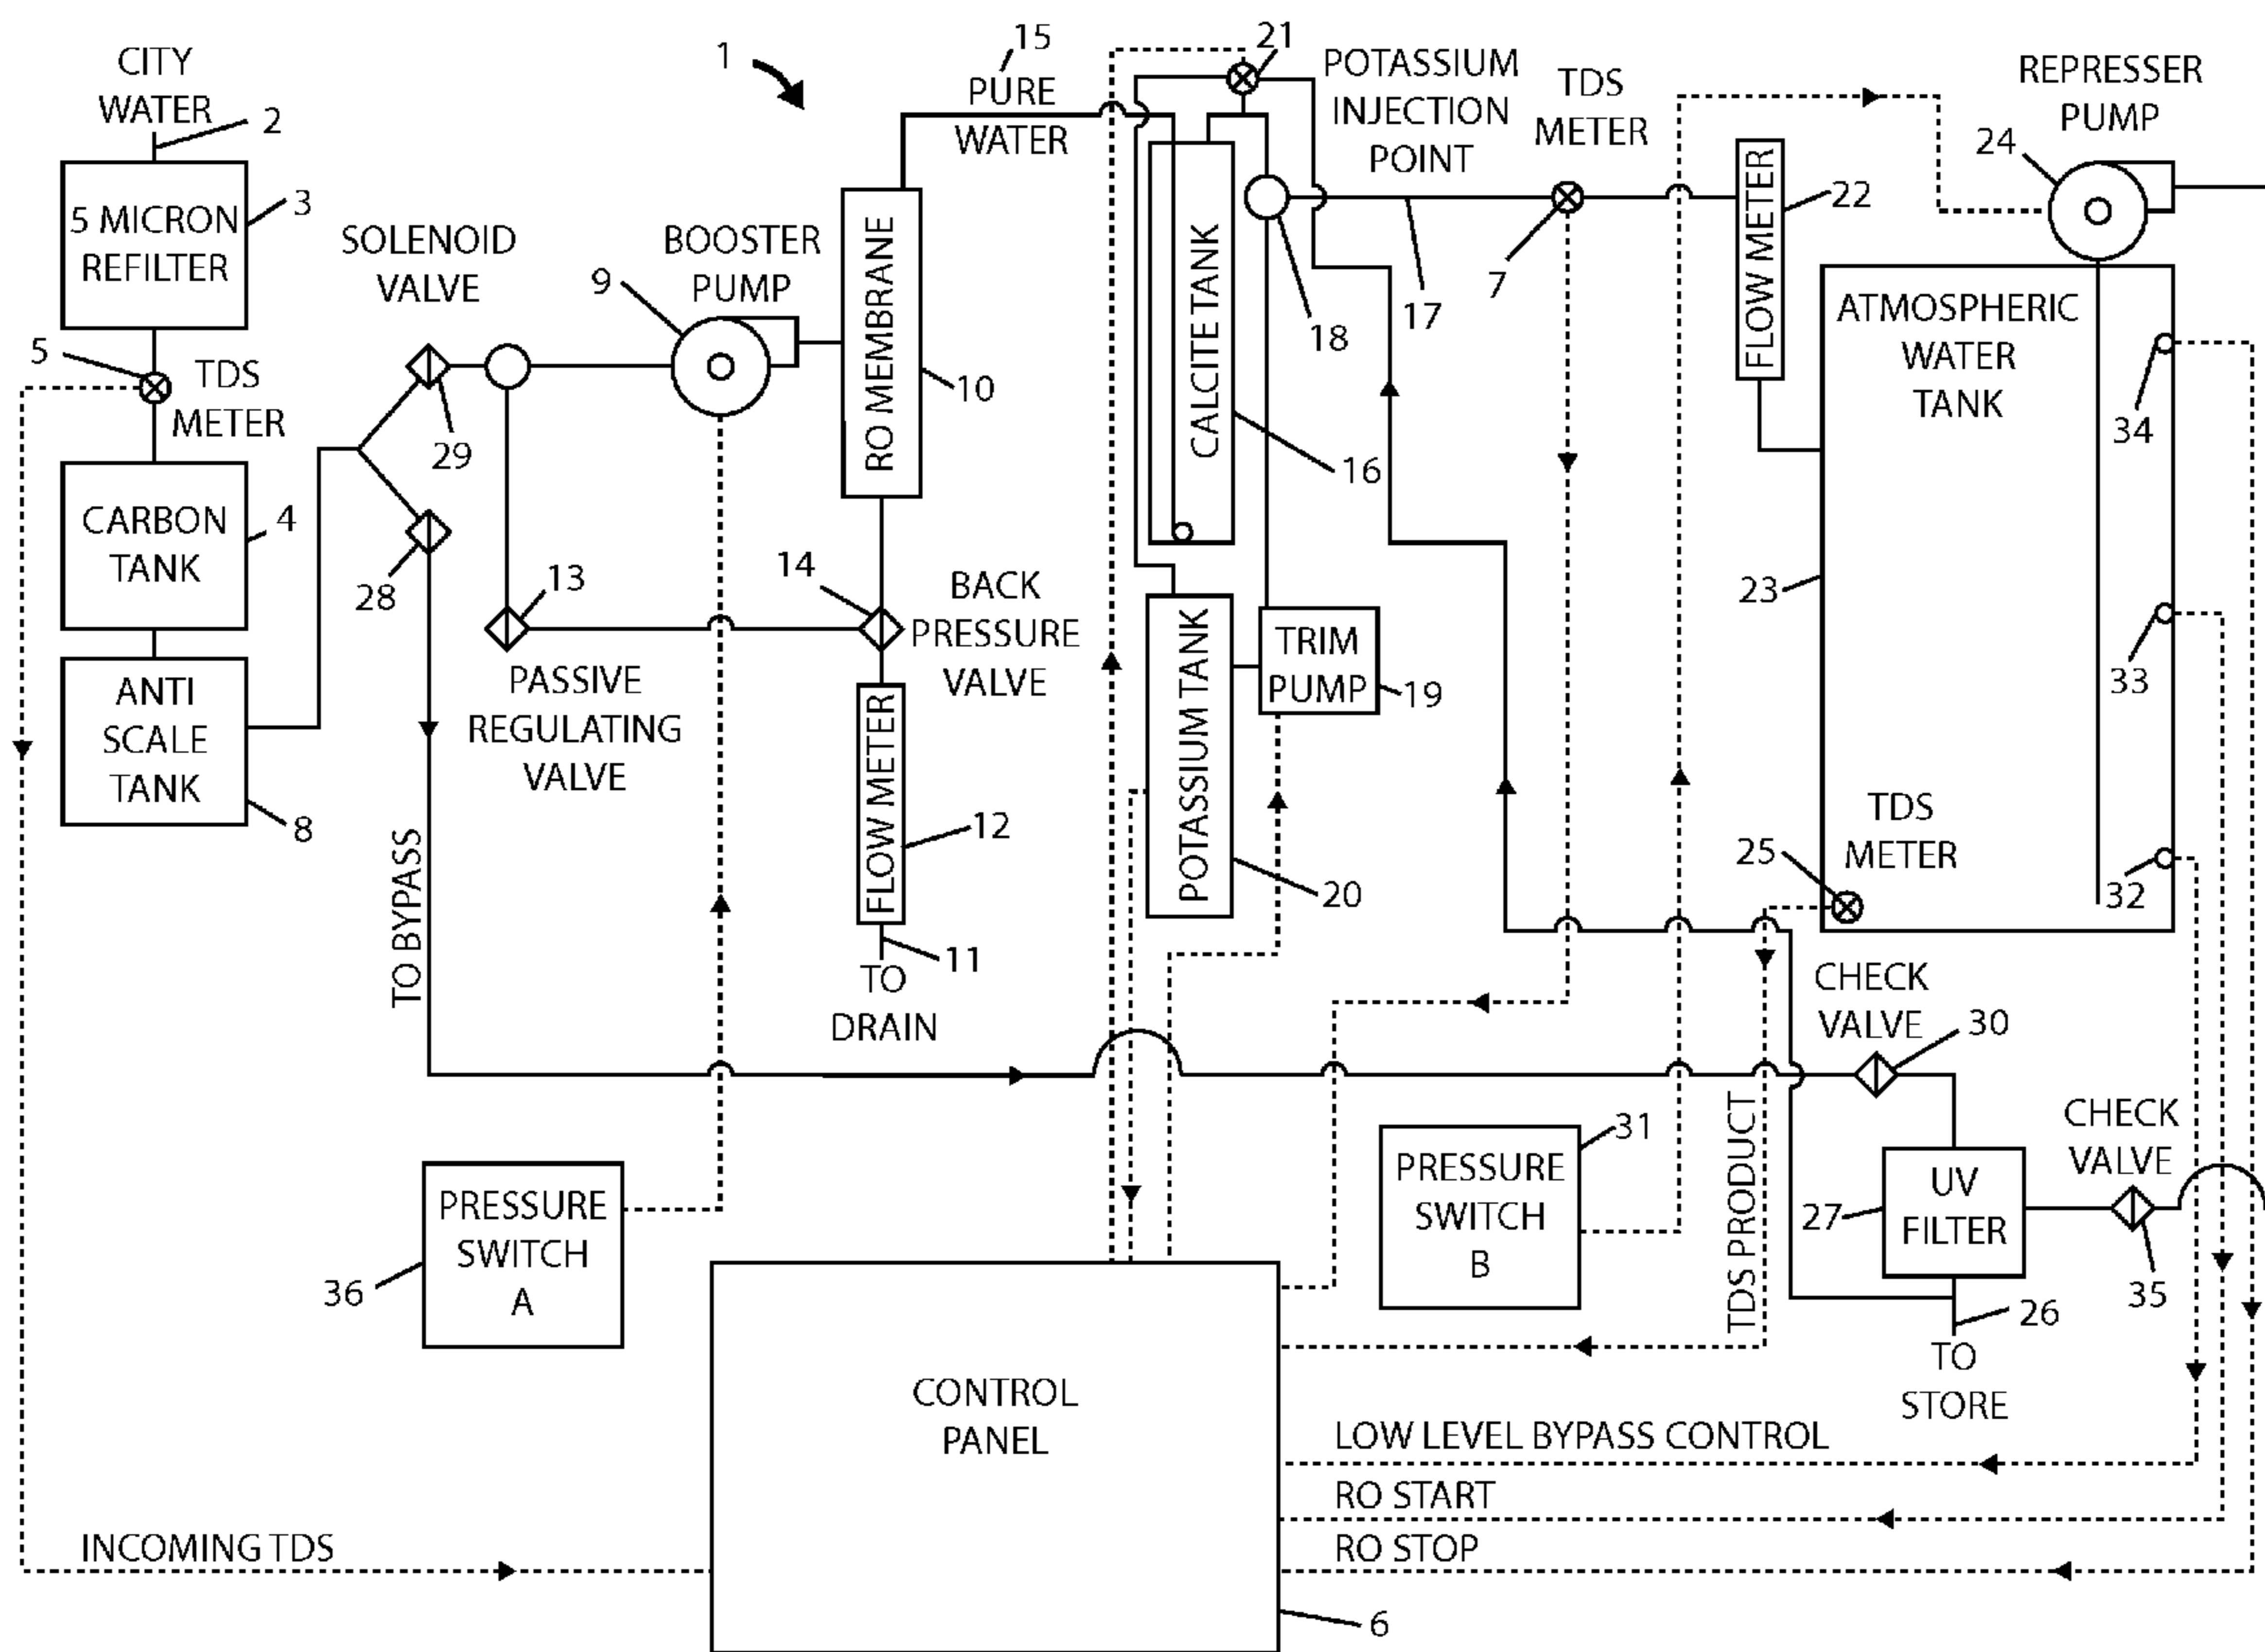 CITY
WATER
2
5 MICRON
REFILTER
3
5
TDS
METER
CARBON
TANK
4
ANTI
SCALE
TANK
8
SOLENOID
VALVE
29
28
TO BYPASS
13
PASSIVE
REGULATING
VALVE
BOOSTER
PUMP
9
1
RO MEMBRANE
10
14
BACK
PRESSURE
VALVE
FLOW METER
12
11
TO
DRAIN
15
PURE
WATER
21
CALCITE TANK
16
POTASSIUM
INJECTION
POINT
18
17
TRIM
PUMP
19
POTASSIUM TANK
20
TDS
METER
7
FLOW METER
22
REPRESSER
PUMP
24
ATMOSPHERIC
WATER
TANK
23
34
33
32
TDS
METER
25
CHECK
VALVE
30
CHECK
VALVE
35
UV
FILTER
27
26
TO
STORE
PRESSURE
SWITCH
A
36
PRESSURE
SWITCH
B
31
TDS PRODUCT
CONTROL
PANEL
6
LOW LEVEL BYPASS CONTROL
RO START
RO STOP
INCOMING TDS